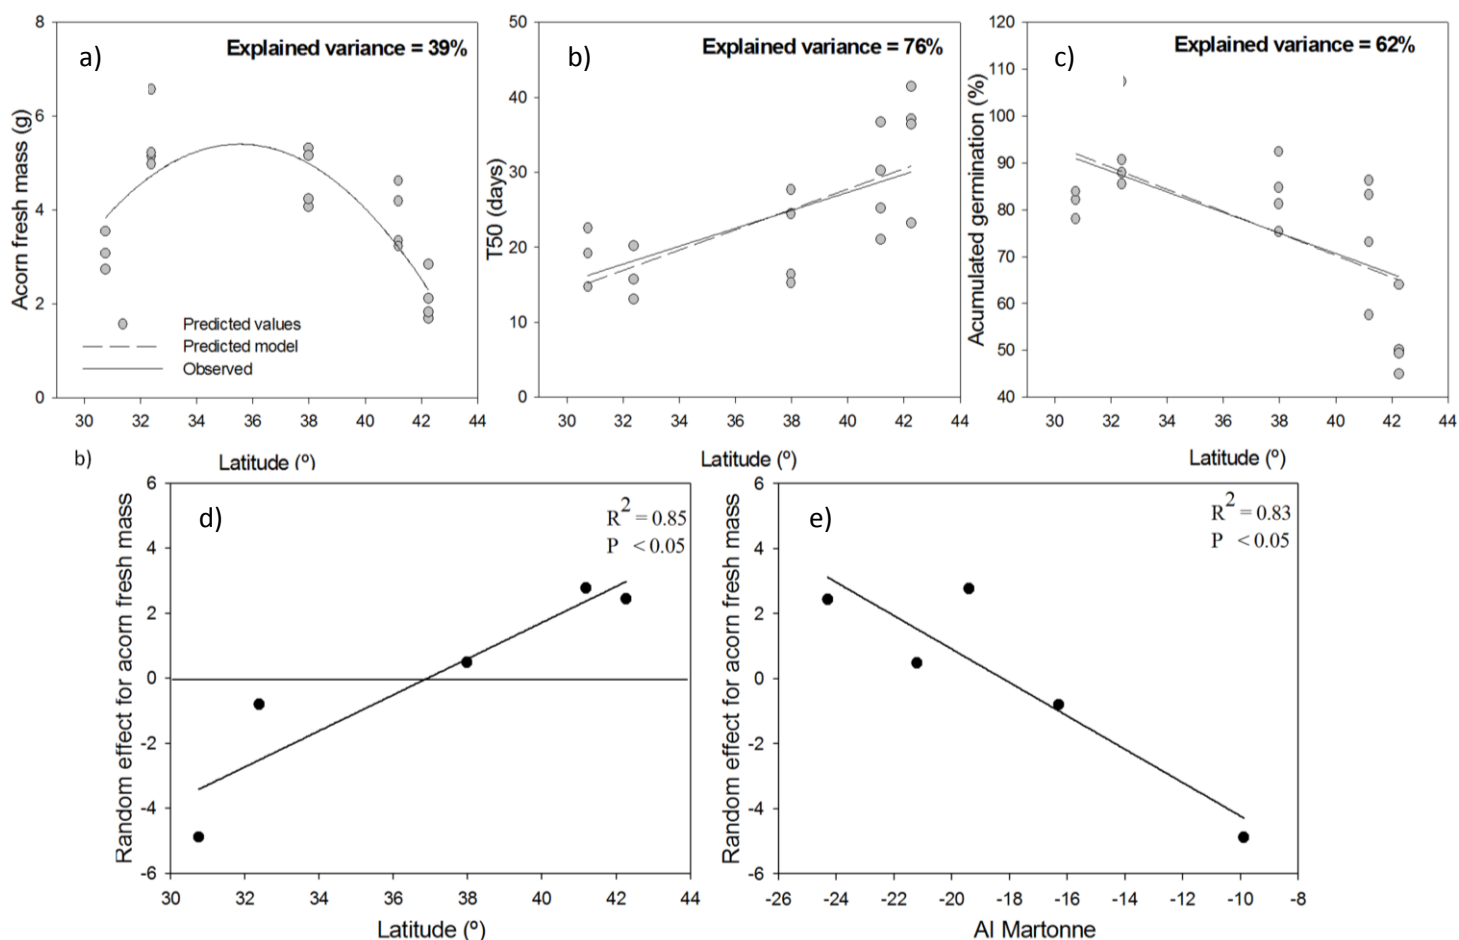 a)
Explained variance = 39%
Acorn fresh mass (g)
8
6
4
2
0
Predicted values
Predicted model
Observed
30 32 34 36 38 40 42 44
Latitude (º)
b)
Explained variance = 76%
T50 (days)
50
40
30
20
10
0
30 32 34 36 38 40 42 44
Latitude (º)
c)
Explained variance = 62%
Acumulated germination (%)
120
110
100
90
80
70
60
50
40
30 32 34 36 38 40 42 44
Latitude (º)
b)
d)
R2 = 0.85
P < 0.05
Random effect for acorn fresh mass
6
4
2
0
-2
-4
-6
30 32 34 36 38 40 42 44
Latitude (º)
e)
R2 = 0.83
P < 0.05
Random effect for acorn fresh mass
6
4
2
0
-2
-4
-6
-26 -24 -22 -20 -18 -16 -14 -12 -10 -8
AI Martonne